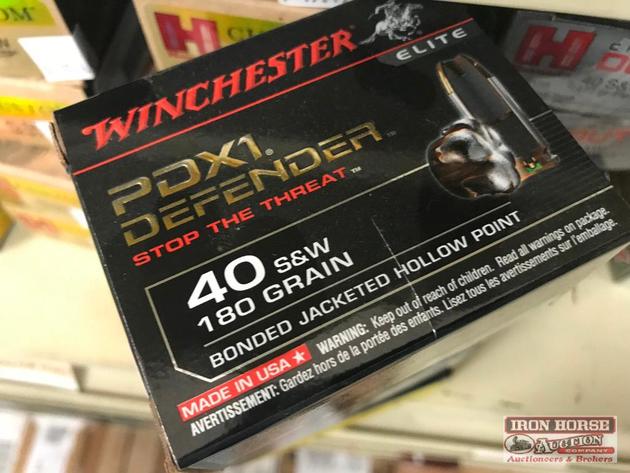 WINCHESTER
ELITE
PDX1®
DEFENDER™
STOP THE THREAT™
40 S&W
180 GRAIN
BONDED JACKETED HOLLOW POINT
MADE IN USA
WARNING: Keep out of reach of children. Read all warnings on package.
AVERTISSEMENT: Gardez hors de la portée des enfants. Lisez tous les avertissements sur l'emballage.
H
H
IRON HORSE
AUCTION
COMPANY
Auctioneers & Brokers